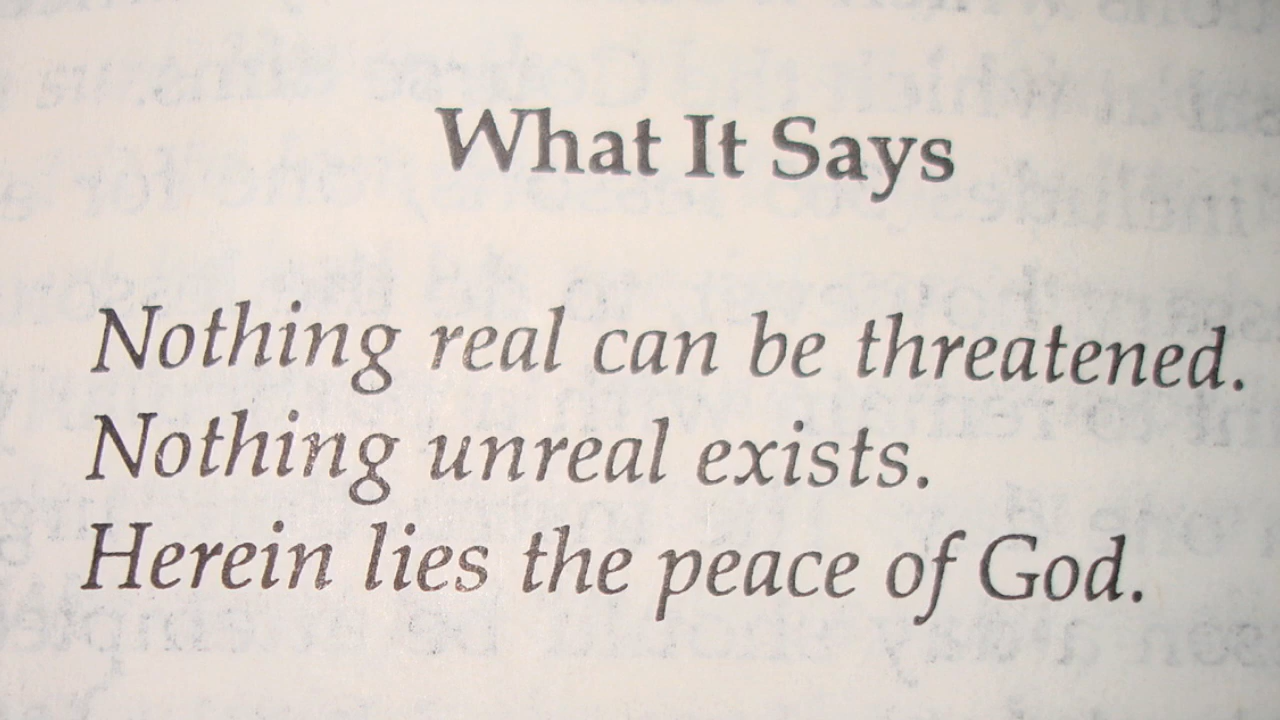 What It Says
Nothing real can be threatened.
Nothing unreal exists.
Herein lies the peace of God.